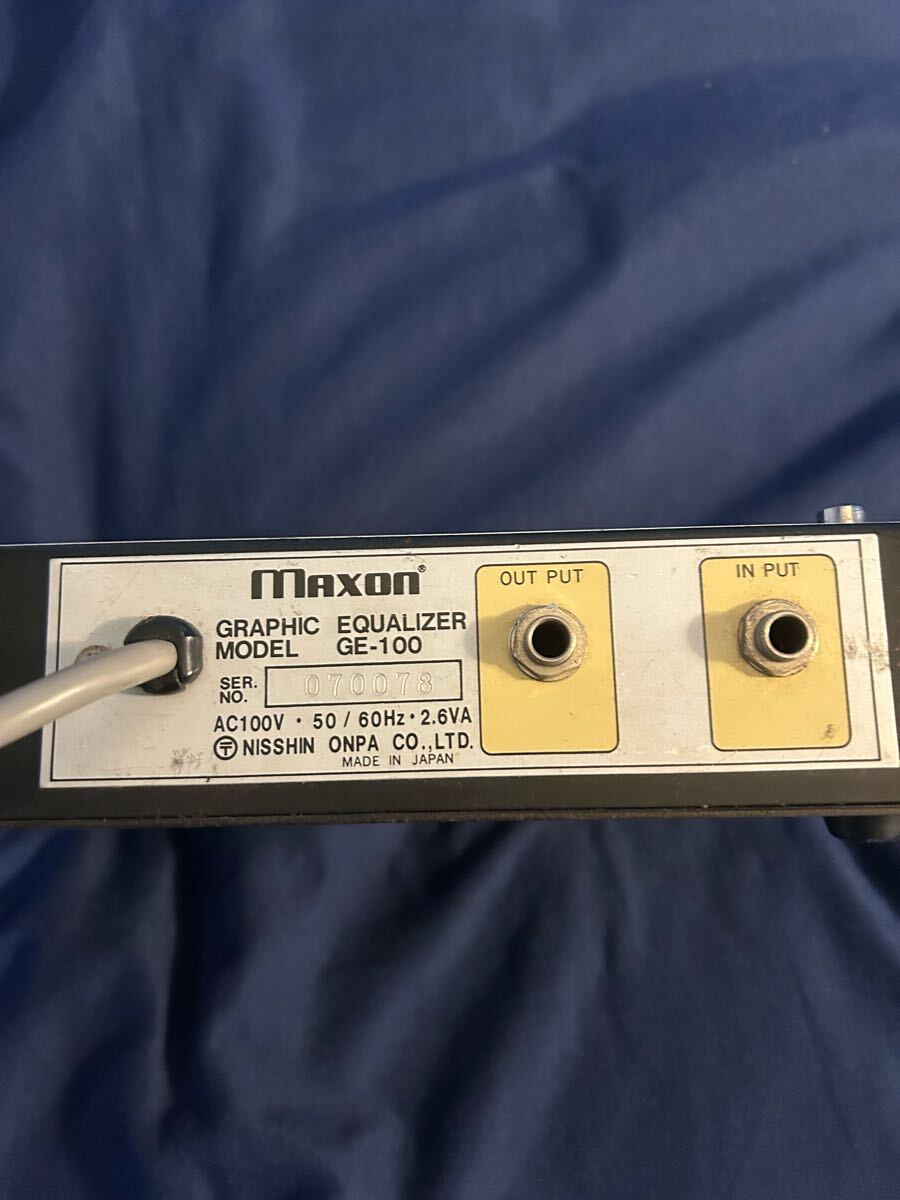 maxon®
GRAPHIC EQUALIZER
MODEL GE-100
SER. NO. 070078
AC100V · 50 / 60Hz · 2.6VA
〶 NISSHIN ONPA CO.,LTD.
MADE IN JAPAN
OUT PUT
IN PUT